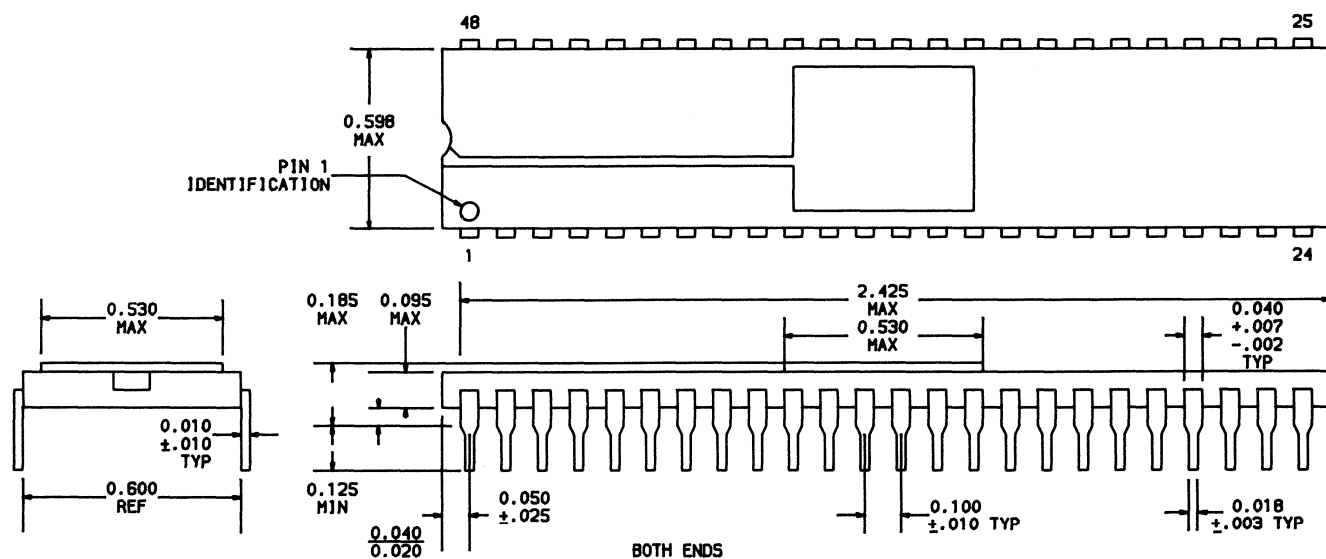 48 25
0.598
MAX
PIN 1
IDENTIFICATION
1 24
0.530
MAX
0.185
MAX
0.095
MAX
2.425
MAX
0.530
MAX
0.040
+.007
-.002
TYP
0.010
±.010
TYP
0.600
REF
0.125
MIN
0.050
±.025
0.040
0.020
BOTH ENDS
0.100
±.010 TYP
0.018
±.003 TYP